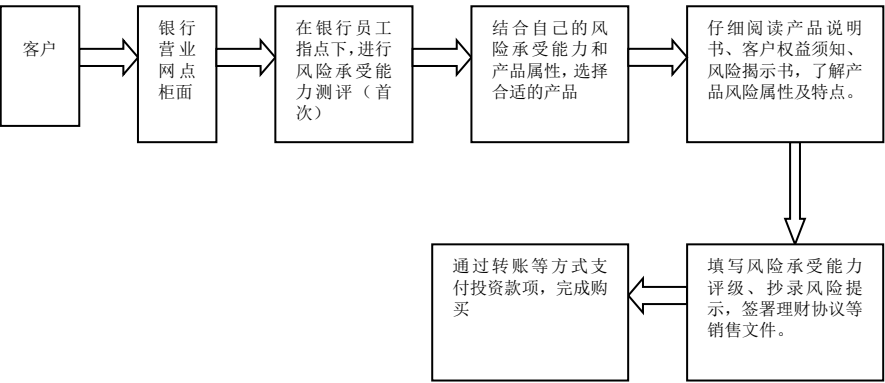 客户
银行
营业
网点
柜面
在银行员工
指点下，进行
风险承受能
力测评（首
次）
结合自己的风
险承受能力和
产品属性，选择
合适的产品
仔细阅读产品说明
书、客户权益须知、
风险揭示书，了解产
品风险属性及特点。
填写风险承受能力
评级、抄录风险提
示，签署理财协议等
销售文件。
通过转账等方式支
付投资款项，完成购
买